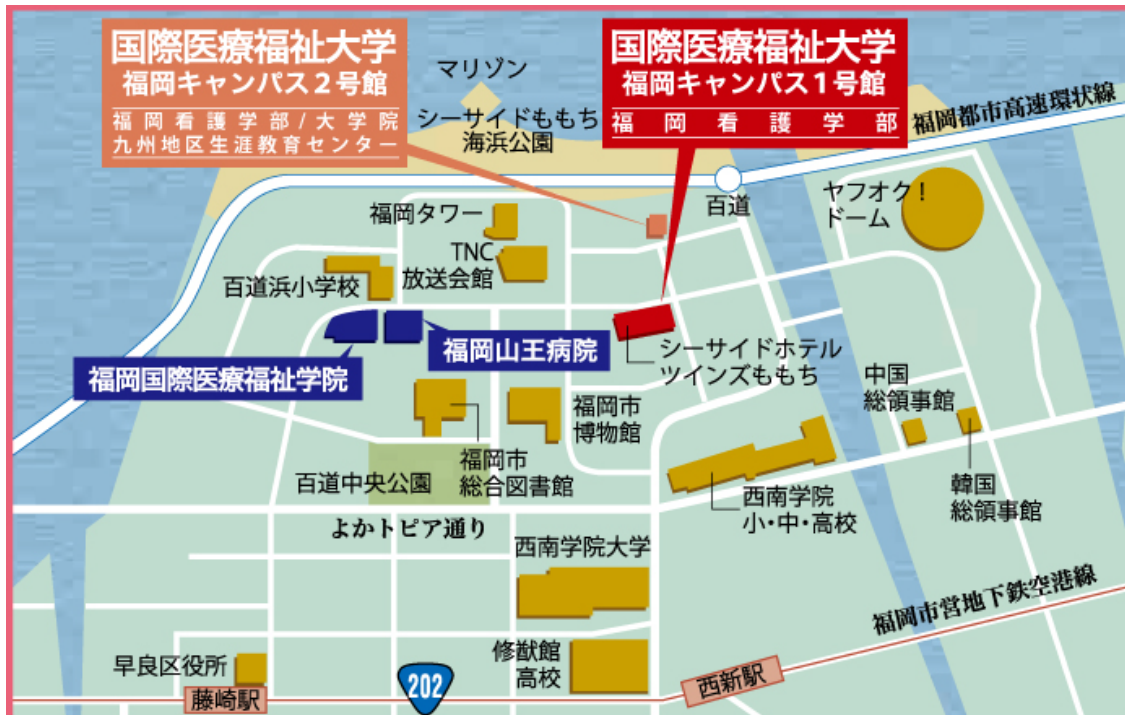 国際医療福祉大学
福岡キャンパス2号館
福岡看護学部/大学院
九州地区生涯教育センター
国際医療福祉大学
福岡キャンパス1号館
福岡看護学部
マリゾン
シーサイドももち
海浜公園
福岡都市高速環状線
百道
ヤフオク!
ドーム
福岡タワー
TNC
放送会館
百道浜小学校
福岡山王病院
福岡国際医療福祉学院
シーサイドホテル
ツインズももち
中国
総領事館
福岡市
博物館
福岡市
総合図書館
百道中央公園
西南学院
小・中・高校
韓国
総領事館
よかトピア通り
西南学院大学
福岡市営地下鉄空港線
修猷館
高校
早良区役所
藤崎駅
202
西新駅